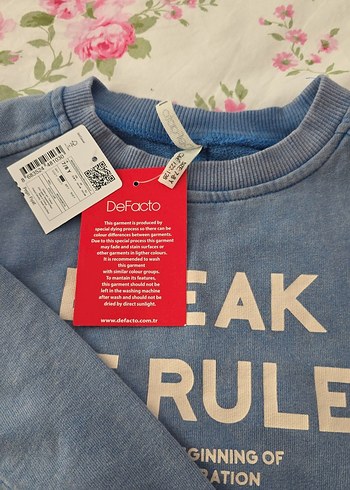 DeFacto
This garment is produced by
special dying process so there can be
colour differences between garments.
Due to this special process this garment
may fade and stain surfaces or
other garments in ligther colours.
It is recommended to wash
this garment
with similar colour groups.
To mantain its features,
this garment should not be
left in the washing machine
after wash and should not be
dried by direct sunlight.
www.defacto.com.tr
EAK
RULE
GINNING OF
RATION